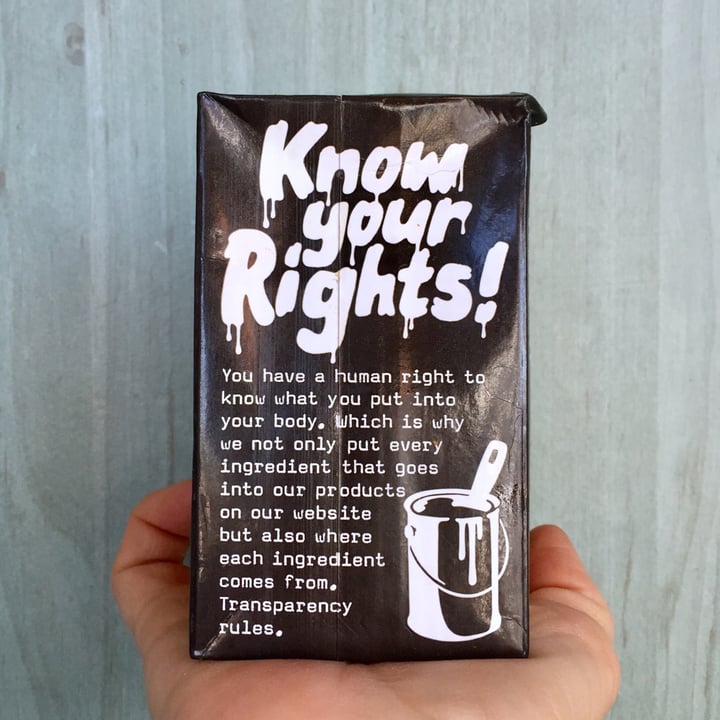 Know
your
Rights!
You have a human right to
know what you put into
your body. Which is why
we not only put every
ingredient that goes
into our products
on our website
but also where
each ingredient
comes from.
Transparency
rules.